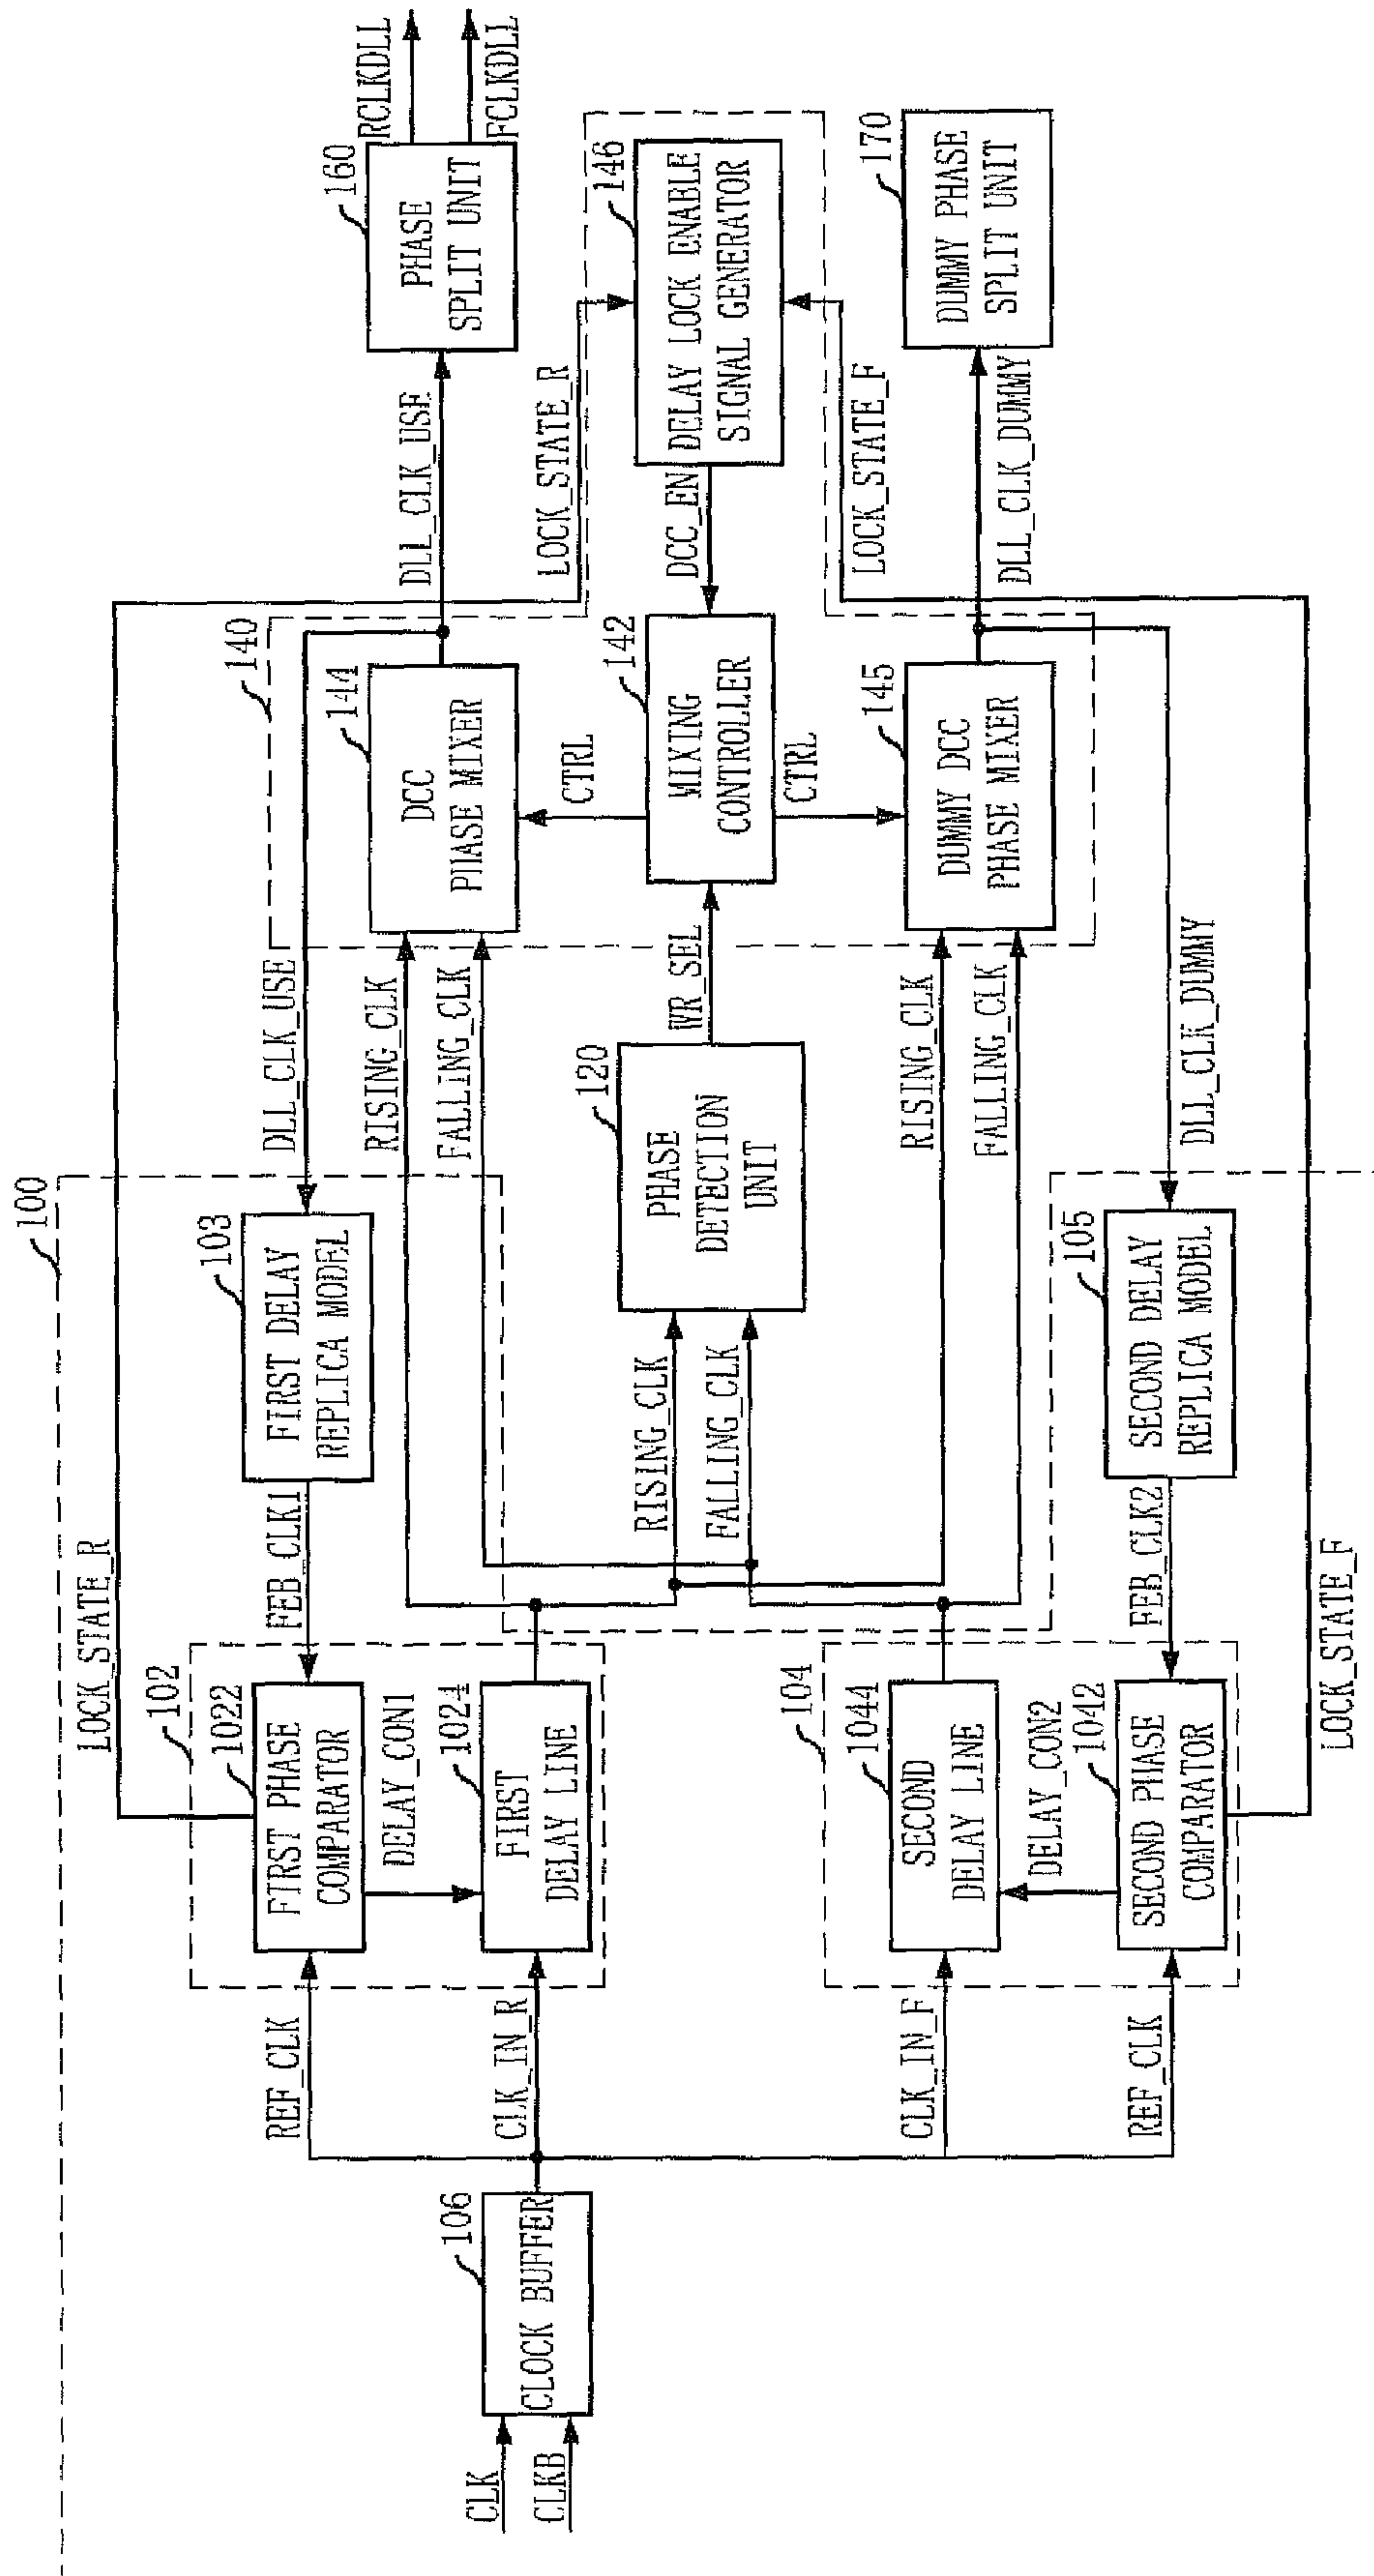 100
CLK
CLKB
106
CLOCK BUFFER
REF_CLK
CLK_IN_R
CLK_IN_F
REF_CLK
LOCK_STATE_R
102
1022
FIRST PHASE
COMPARATOR
DELAY_CON1
1024
FIRST
DELAY LINE
104
1044
SECOND
DELAY LINE
DELAY_CON2
1042
SECOND PHASE
COMPARATOR
LOCK_STATE_F
FEB_CLK1
103
FIRST DELAY
REPLICA MODEL
RISING_CLK
FALLING_CLK
FEB_CLK2
105
SECOND DELAY
REPLICA MODEL
120
PHASE
DETECTION
UNIT
DLL_CLK_USE
RISING_CLK
FALLING_CLK
WR_SEL
RISING_CLK
FALLING_CLK
DLL_CLK_DUMMY
140
144
DCC
PHASE MIXER
CTRL
142
MIXING
CONTROLLER
CTRL
145
DUMMY DCC
PHASE MIXER
DLL_CLK_USE
LOCK_STATE_R
DCC_EN
LOCK_STATE_F
DLL_CLK_DUMMY
160
PHASE
SPLIT UNIT
RCLKDLL
FCLKDLL
146
DELAY LOCK ENABLE
SIGNAL GENERATOR
170
DUMMY PHASE
SPLIT UNIT